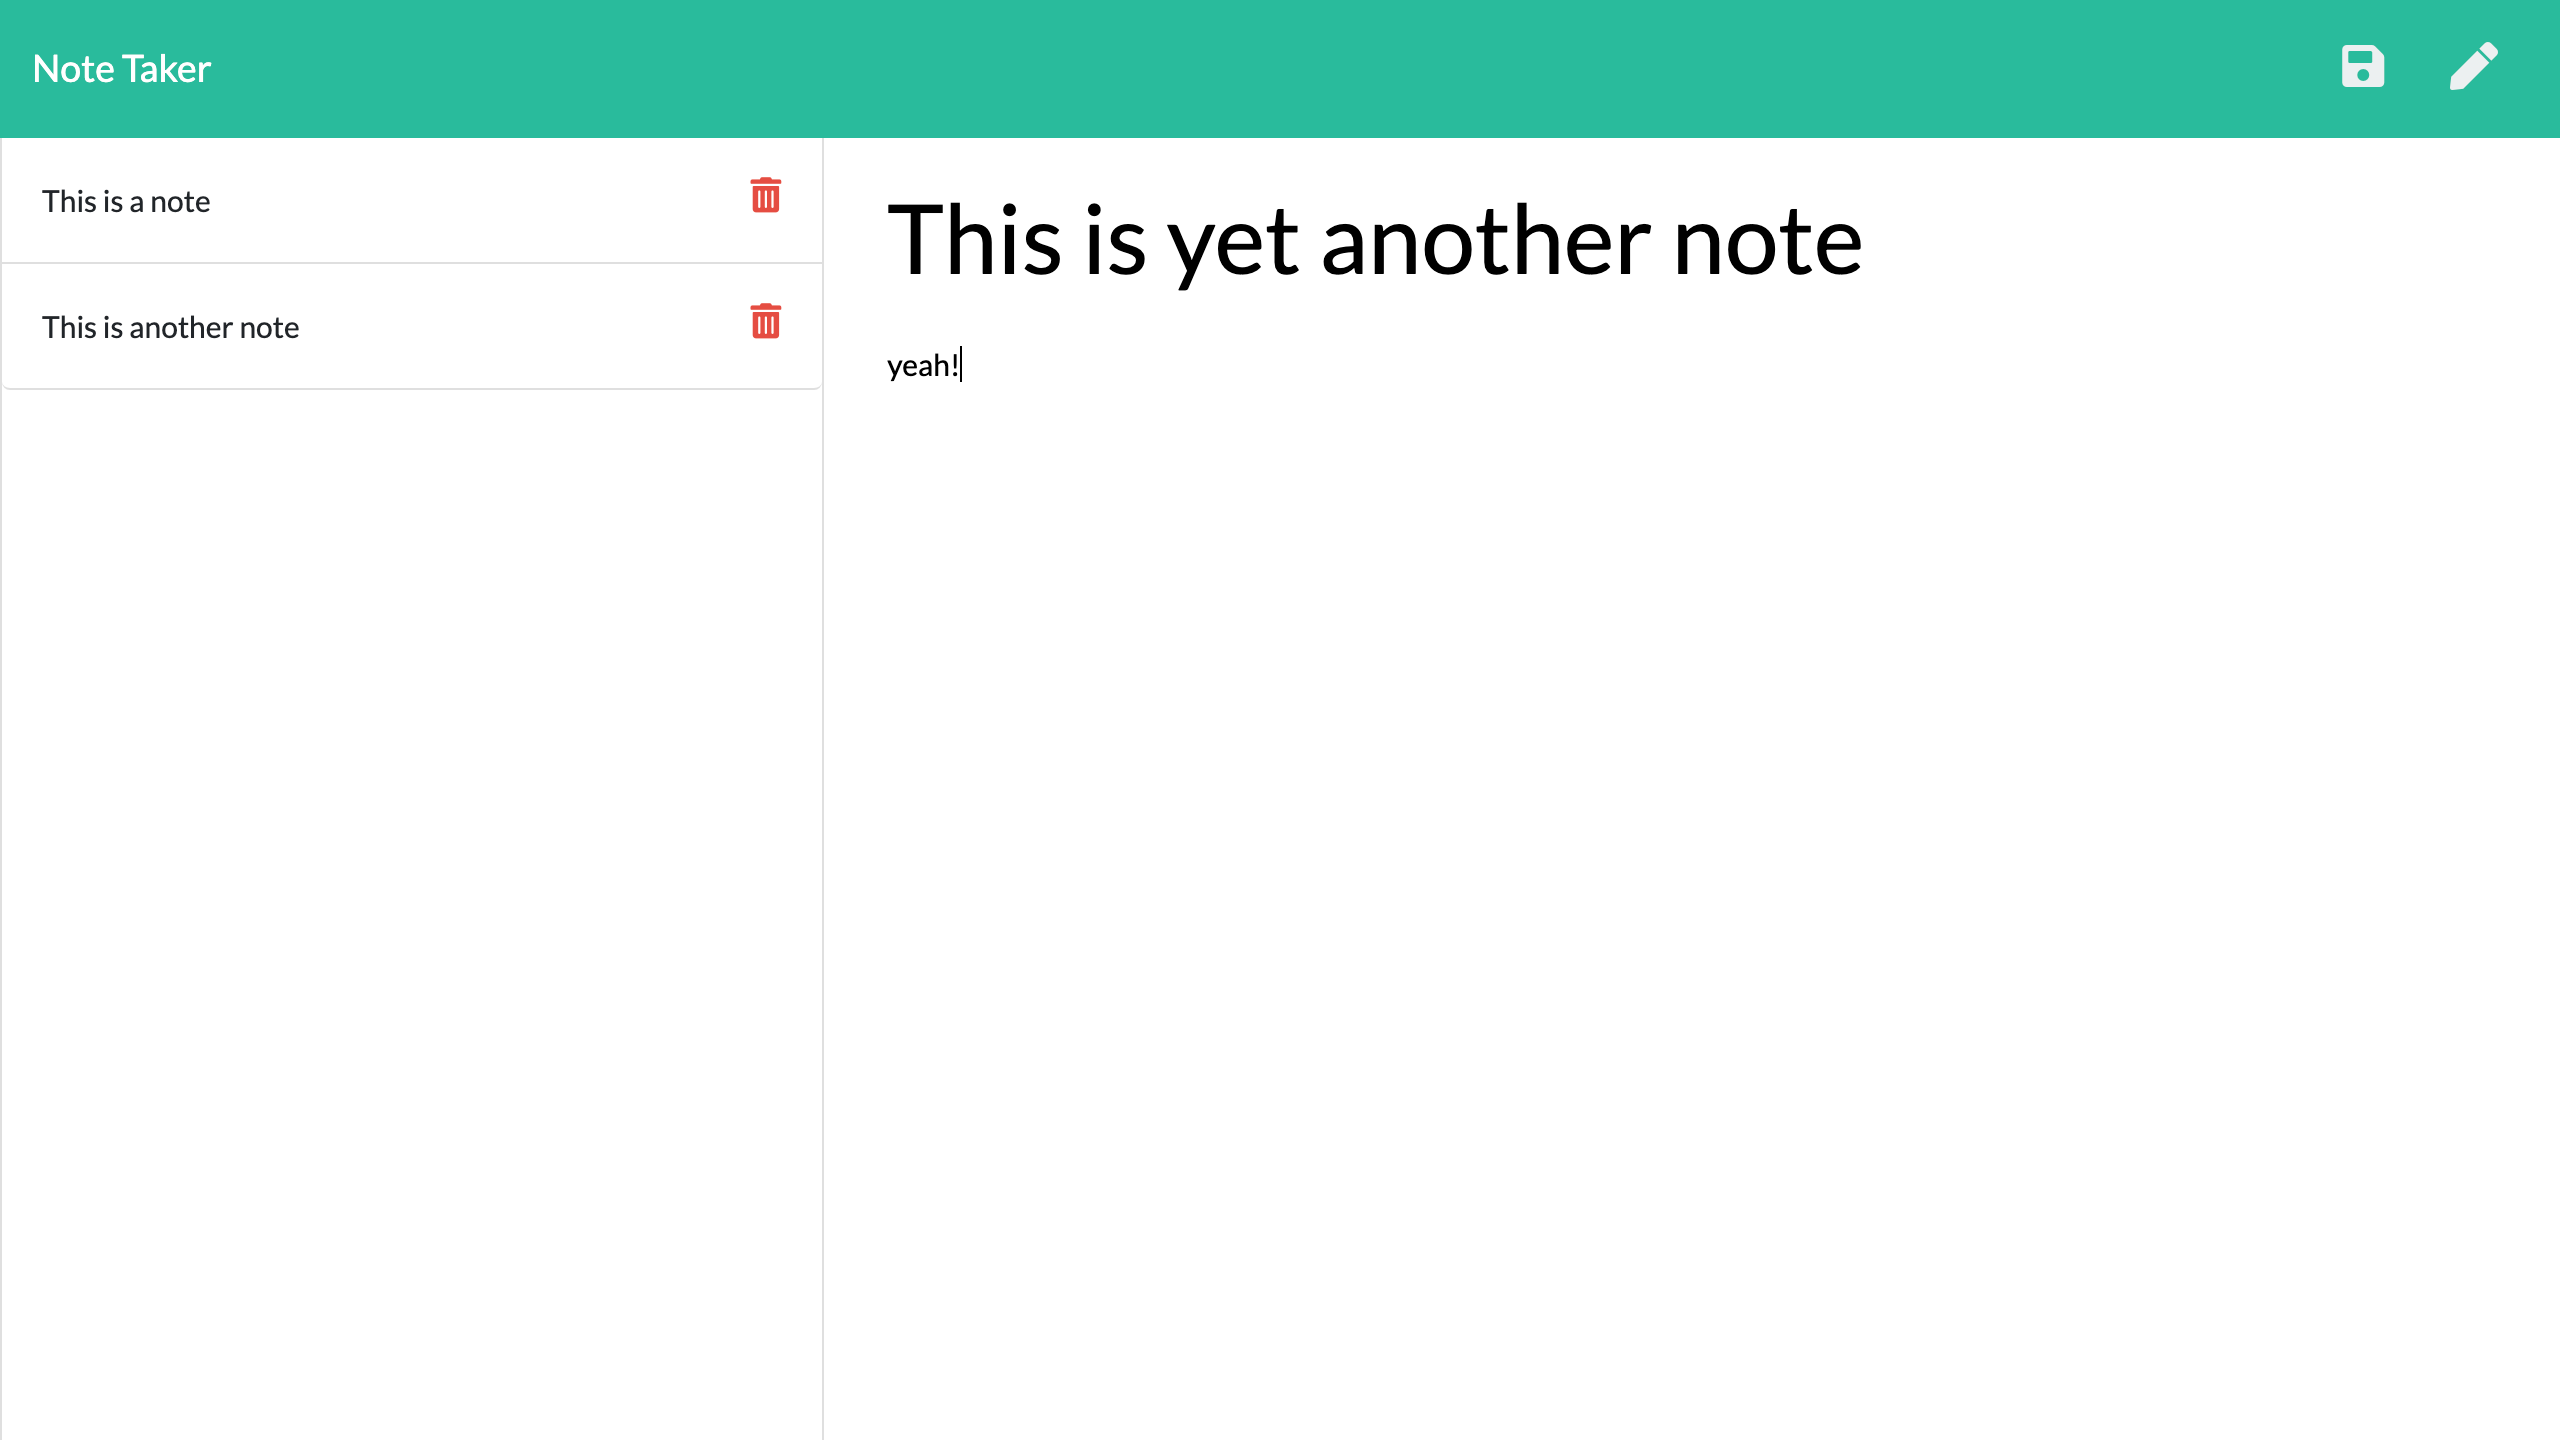 Note Taker
This is a note
This is another note
This is yet another note
yeah!